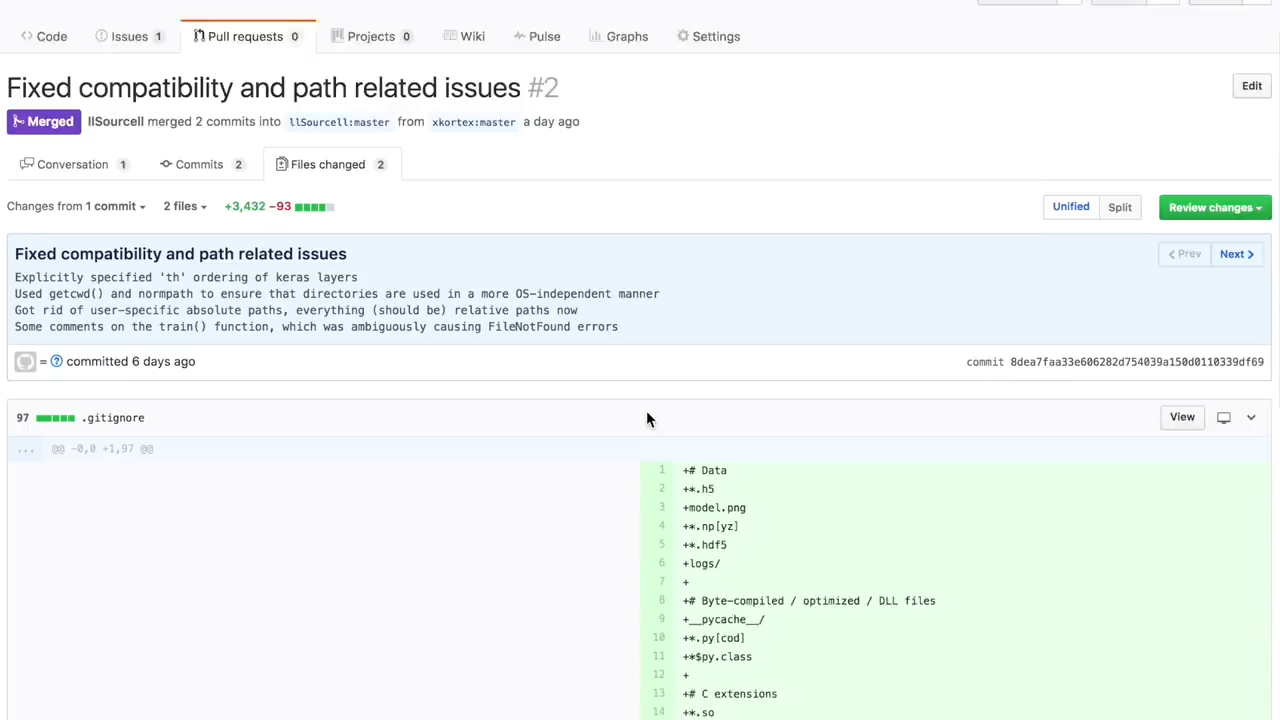 Code Issues 1 Pull requests 0 Projects 0 Wiki Pulse Graphs Settings
Fixed compatibility and path related issues #2 Edit
Merged llSourcell merged 2 commits into llSourcell:master from xkortex:master a day ago
Conversation 1 Commits 2 Files changed 2
Changes from 1 commit 2 files +3,432 −93 Unified Split Review changes
Fixed compatibility and path related issues Prev Next
Explicitly specified 'th' ordering of keras layers
Used getcwd() and normpath to ensure that directories are used in a more OS-independent manner
Got rid of user-specific absolute paths, everything (should be) relative paths now
Some comments on the train() function, which was ambiguously causing FileNotFound errors
= ? committed 6 days ago commit 8dea7faa33e606282d754039a150d0110339df69
97 .gitignore View
... @@ -0,0 +1,97 @@
1 +# Data
2 +*.h5
3 +model.png
4 +*.np[yz]
5 +*.hdf5
6 +logs/
7 +
8 +# Byte-compiled / optimized / DLL files
9 +__pycache__/
10 +*.py[cod]
11 +*$py.class
12 +
13 +# C extensions
14 +*.so